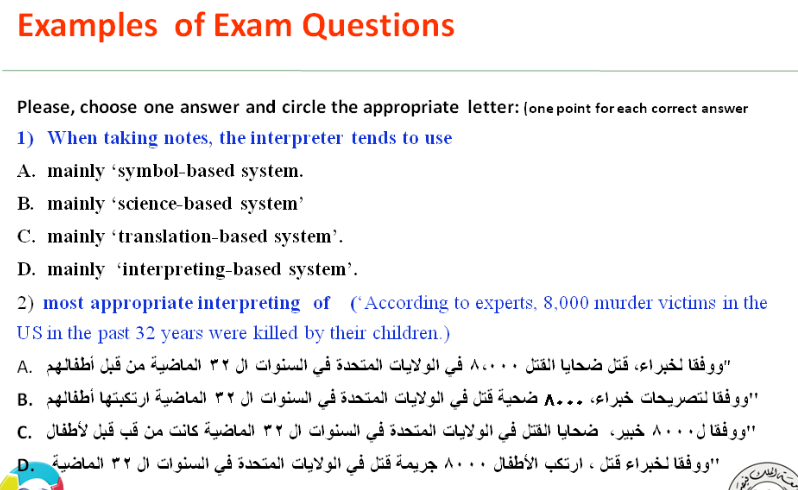 Examples of Exam Questions
Please, choose one answer and circle the appropriate letter: (one point for each correct answer
1) When taking notes, the interpreter tends to use
A. mainly ‘symbol-based system.
B. mainly ‘science-based system’
C. mainly ‘translation-based system’.
D. mainly ‘interpreting-based system’.
2) most appropriate interpreting of (‘According to experts, 8,000 murder victims in the
US in the past 32 years were killed by their children.)
A. "ووفقا لخبراء، قتل ضحايا القتل ٨،٠٠٠ في الولايات المتحدة في السنوات ال ٣٢ الماضية من قبل أطفالهم
B. "ووفقا لتصريحات خبراء، ٨٠٠٠ ضحية قتل في الولايات المتحدة في السنوات ال ٣٢ الماضية ارتكبتها أطفالهم
C. "ووفقا ل٨٠٠٠ خبير، ضحايا القتل في الولايات المتحدة في السنوات ال ٣٢ الماضية كانت من قب قبل لأطفال
D. "ووفقا لخبراء قتل ، ارتكب الأطفال ٨٠٠٠ جريمة قتل في الولايات المتحدة في السنوات ال ٣٢ الماضية